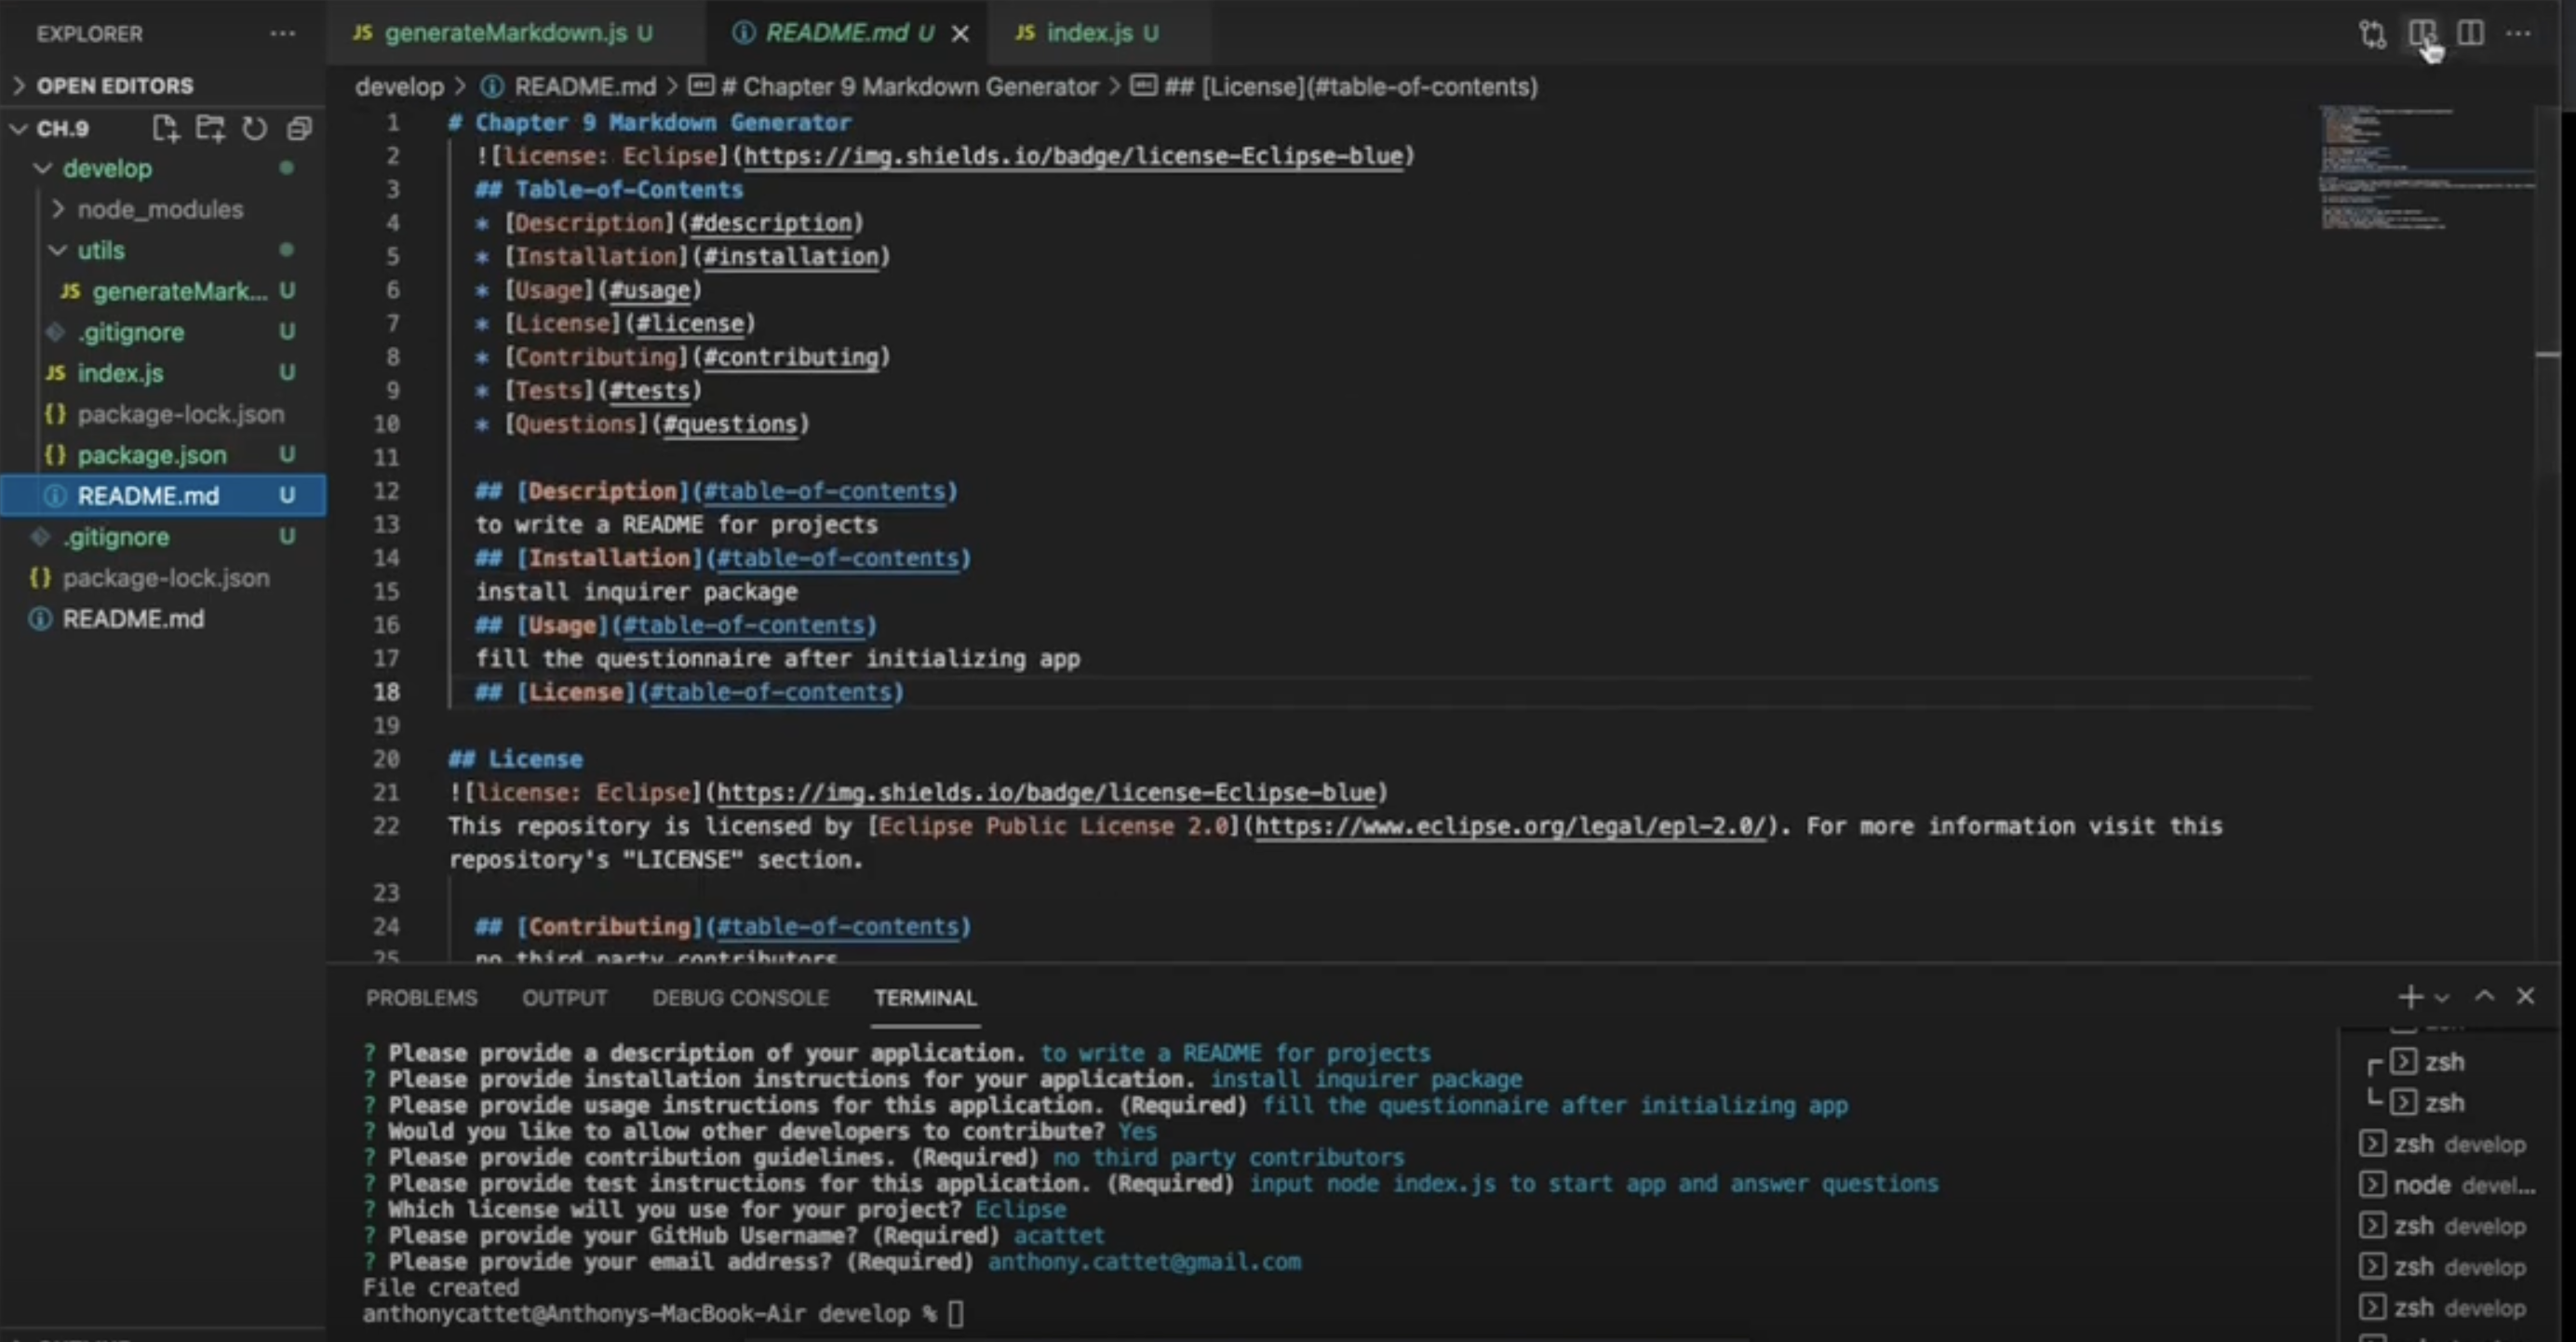 EXPLORER ...
OPEN EDITORS
CH.9
develop
node_modules
utils
JS generateMark... U
.gitignore U
JS index.js U
{} package-lock.json
{} package.json U
README.md U
.gitignore U
{} package-lock.json
README.md
JS generateMarkdown.js U
README.md U
JS index.js U
develop > README.md > # Chapter 9 Markdown Generator > ## [License](#table-of-contents)
1 # Chapter 9 Markdown Generator
2 ![license: Eclipse](https://img.shields.io/badge/license-Eclipse-blue)
3 ## Table-of-Contents
4 * [Description](#description)
5 * [Installation](#installation)
6 * [Usage](#usage)
7 * [License](#license)
8 * [Contributing](#contributing)
9 * [Tests](#tests)
10 * [Questions](#questions)
11
12 ## [Description](#table-of-contents)
13 to write a README for projects
14 ## [Installation](#table-of-contents)
15 install inquirer package
16 ## [Usage](#table-of-contents)
17 fill the questionnaire after initializing app
18 ## [License](#table-of-contents)
19
20 ## License
21 ![license: Eclipse](https://img.shields.io/badge/license-Eclipse-blue)
22 This repository is licensed by [Eclipse Public License 2.0](https://www.eclipse.org/legal/epl-2.0/). For more information visit this
repository's "LICENSE" section.
23
24 ## [Contributing](#table-of-contents)
25 no third party contributors
PROBLEMS OUTPUT DEBUG CONSOLE TERMINAL
? Please provide a description of your application. to write a README for projects
? Please provide installation instructions for your application. install inquirer package
? Please provide usage instructions for this application. (Required) fill the questionnaire after initializing app
? Would you like to allow other developers to contribute? Yes
? Please provide contribution guidelines. (Required) no third party contributors
? Please provide test instructions for this application. (Required) input node index.js to start app and answer questions
? Which license will you use for your project? Eclipse
? Please provide your GitHub Username? (Required) acattet
? Please provide your email address? (Required) anthony.cattet@gmail.com
File created
anthonycattet@Anthonys-MacBook-Air develop %
zsh
zsh
zsh develop
node devel...
zsh develop
zsh develop
zsh develop